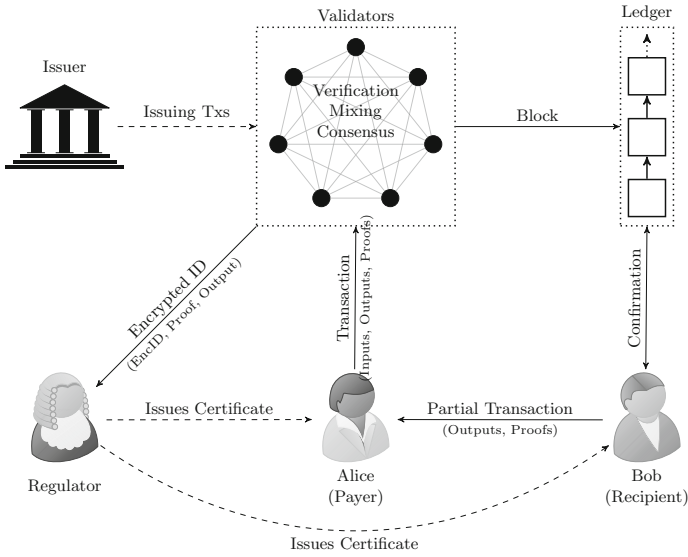 Validators
Ledger
Issuer
Verification
Mixing
Consensus
Issuing Txs
Block
Encrypted ID
(EncID, Proof, Output)
Transaction
(Inputs, Outputs, Proofs)
Confirmation
Issues Certificate
Partial Transaction
(Outputs, Proofs)
Regulator
Alice
(Payer)
Bob
(Recipient)
Issues Certificate